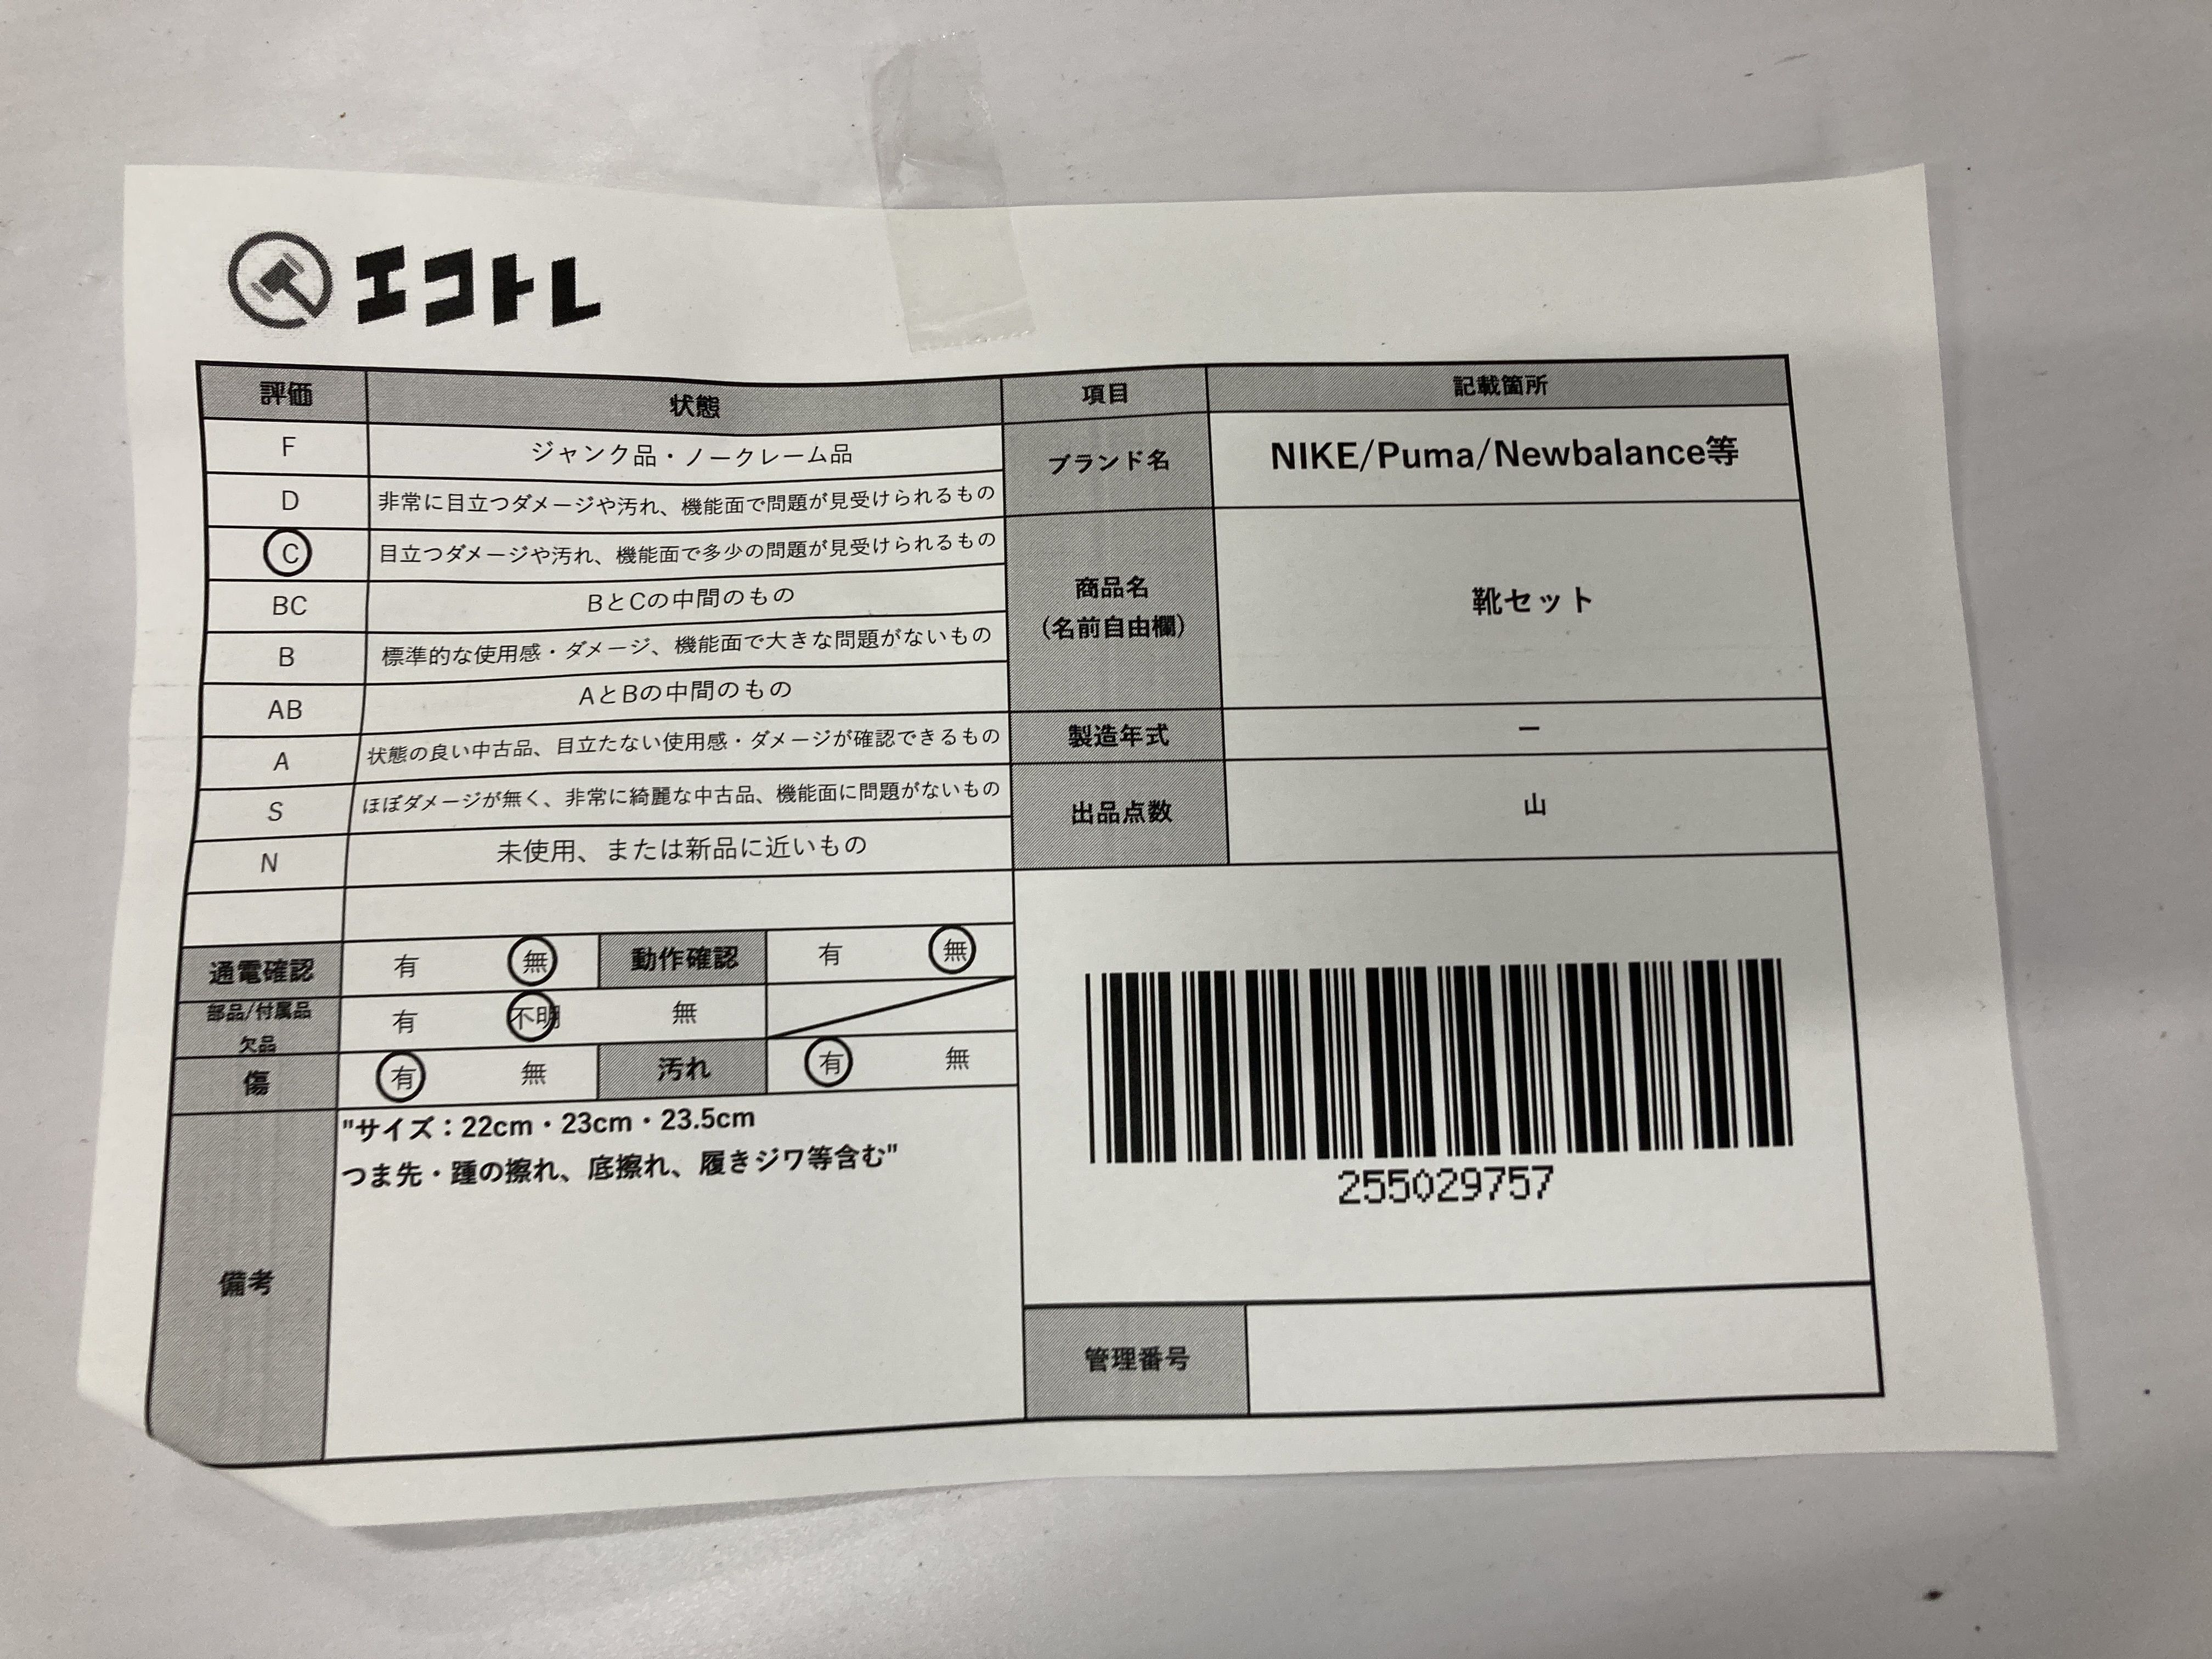 エコトレ
評価 状態 項目 記載箇所
F ジャンク品・ノークレーム品
D 非常に目立つダメージや汚れ、機能面で問題が見受けられるもの
ブランド名 NIKE/Puma/Newbalance等
C 目立つダメージや汚れ、機能面で多少の問題が見受けられるもの
BC BとCの中間のもの
B 標準的な使用感・ダメージ、機能面で大きな問題がないもの
AB AとBの中間のもの
商品名
(名前自由欄)
靴セット
A 状態の良い中古品、目立たない使用感・ダメージが確認できるもの
製造年式 ー
S ほぼダメージが無く、非常に綺麗な中古品、機能面に問題がないもの
N 未使用、または新品に近いもの
出品点数 山
通電確認 有 無 動作確認 有 無
部品/付属品
欠品
有 不明 無
傷 有 無 汚れ 有 無
備考
"サイズ：22cm・23cm・23.5cm
つま先・踵の擦れ、底擦れ、履きジワ等含む"
255029757
管理番号